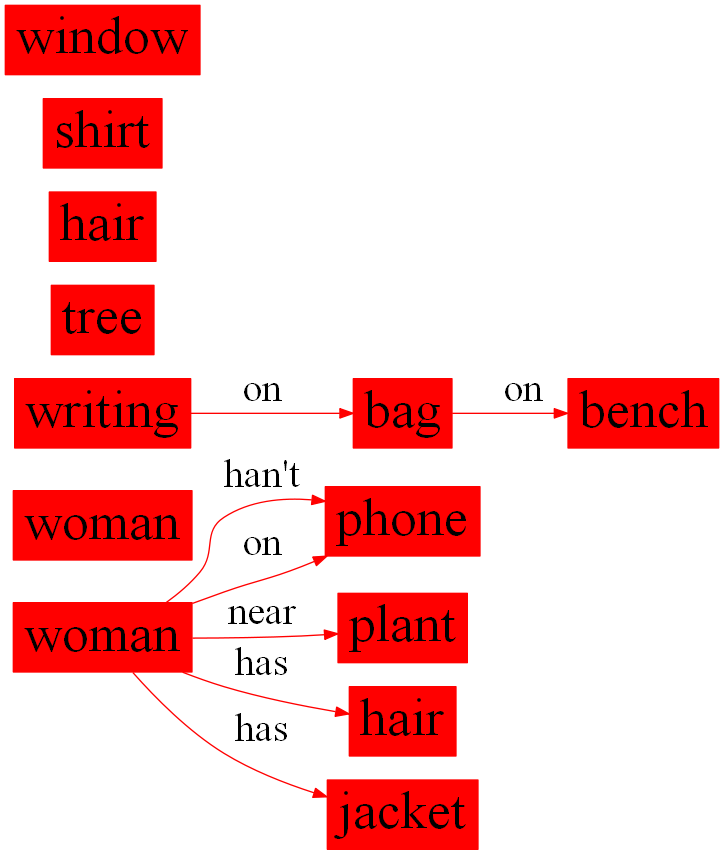 window
shirt
hair
tree
writing on bag on bench
woman
han't phone
on
woman near plant
has hair
has jacket